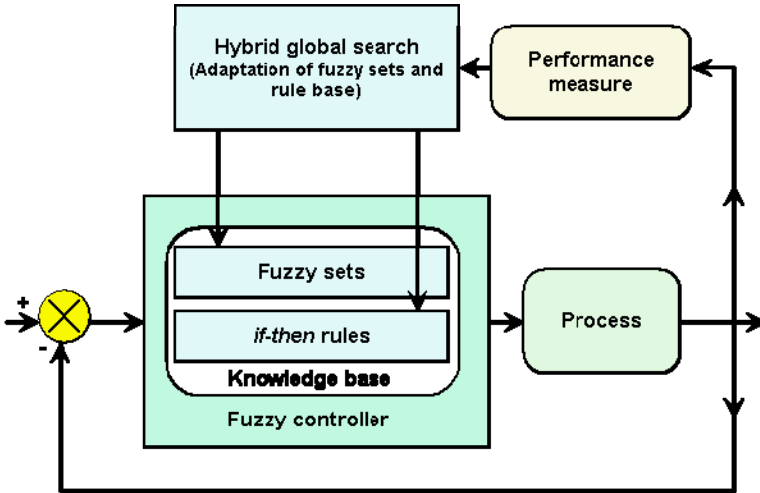 Hybrid global search
(Adaptation of fuzzy sets and
rule base)
Performance
measure
Fuzzy sets
if-then rules
Knowledge base
Fuzzy controller
Process
+
-